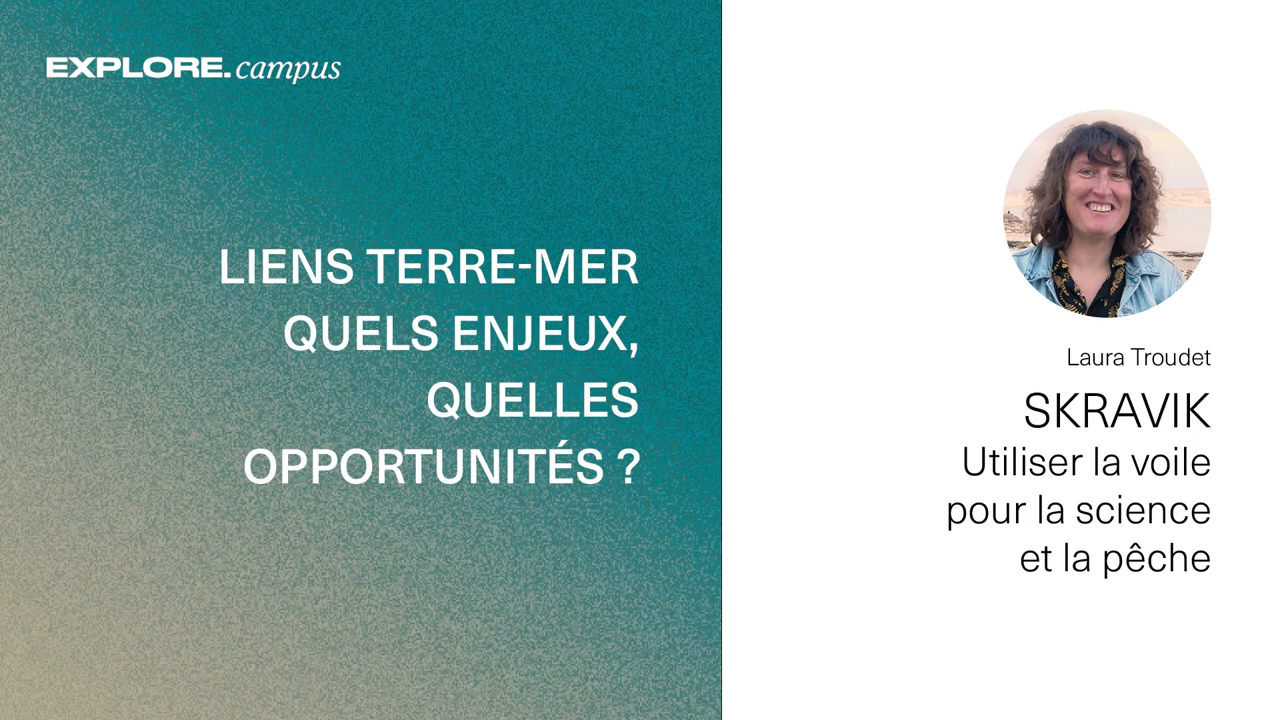 EXPLORE.campus
LIENS TERRE-MER
QUELS ENJEUX,
QUELLES
OPPORTUNITÉS ?
Laura Troudet
SKRAVIK
Utiliser la voile
pour la science
et la pêche